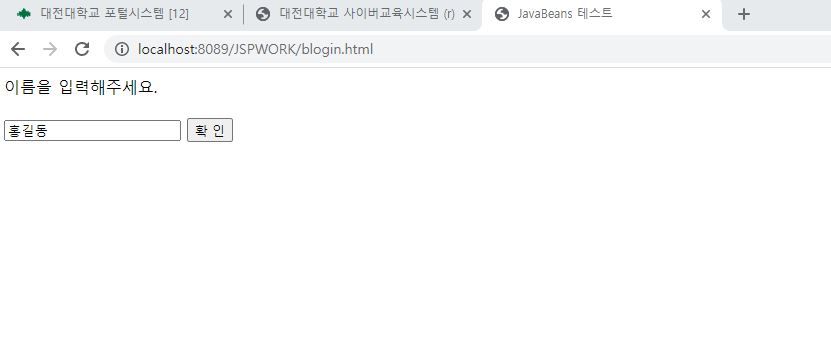 대전대학교 포털시스템 [12]
대전대학교 사이버교육시스템 (r)
JavaBeans 테스트
localhost:8089/JSPWORK/blogin.html
이름을 입력해주세요.
홍길동 확 인